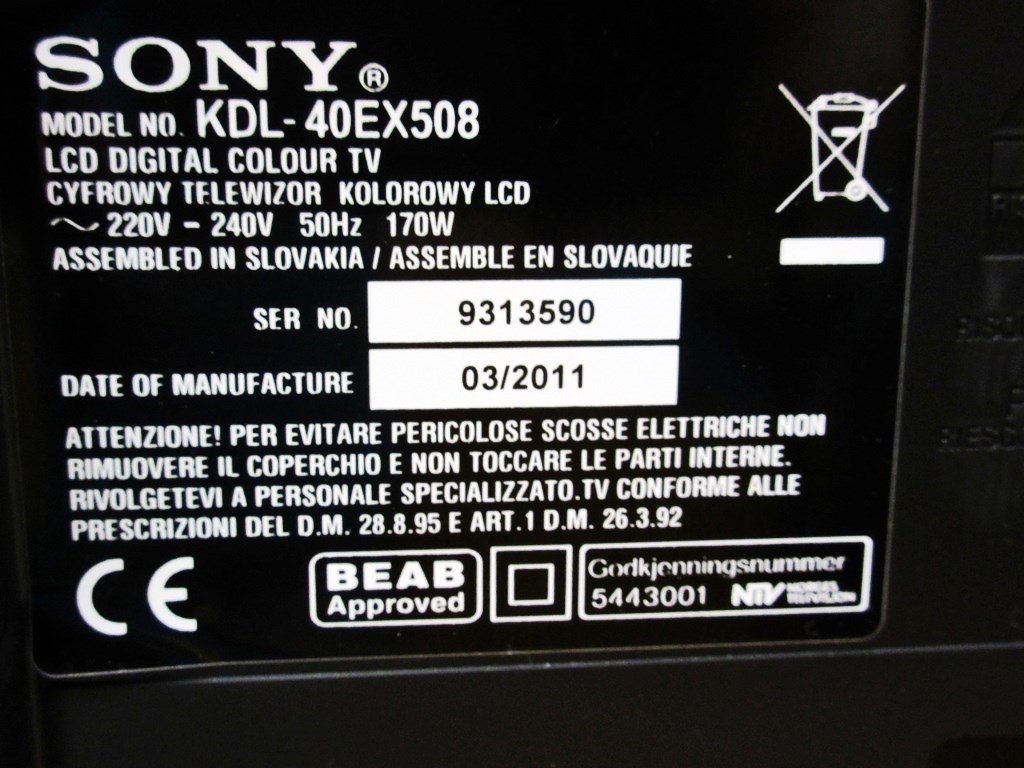 SONY®
MODEL NO. KDL-40EX508
LCD DIGITAL COLOUR TV
CYFROWY TELEWIZOR KOLOROWY LCD
~ 220V - 240V 50Hz 170W
ASSEMBLED IN SLOVAKIA / ASSEMBLE EN SLOVAQUIE
SER NO. 9313590
DATE OF MANUFACTURE 03/2011
ATTENZIONE! PER EVITARE PERICOLOSE SCOSSE ELETTRICHE NON
RIMUOVERE IL COPERCHIO E NON TOCCARE LE PARTI INTERNE.
RIVOLGETEVI A PERSONALE SPECIALIZZATO.TV CONFORME ALLE
PRESCRIZIONI DEL D.M. 28.8.95 E ART.1 D.M. 26.3.92
CE
BEAB
Approved
Godkjenningsnummer
5443001 NTV NORGES
TELEVISJON